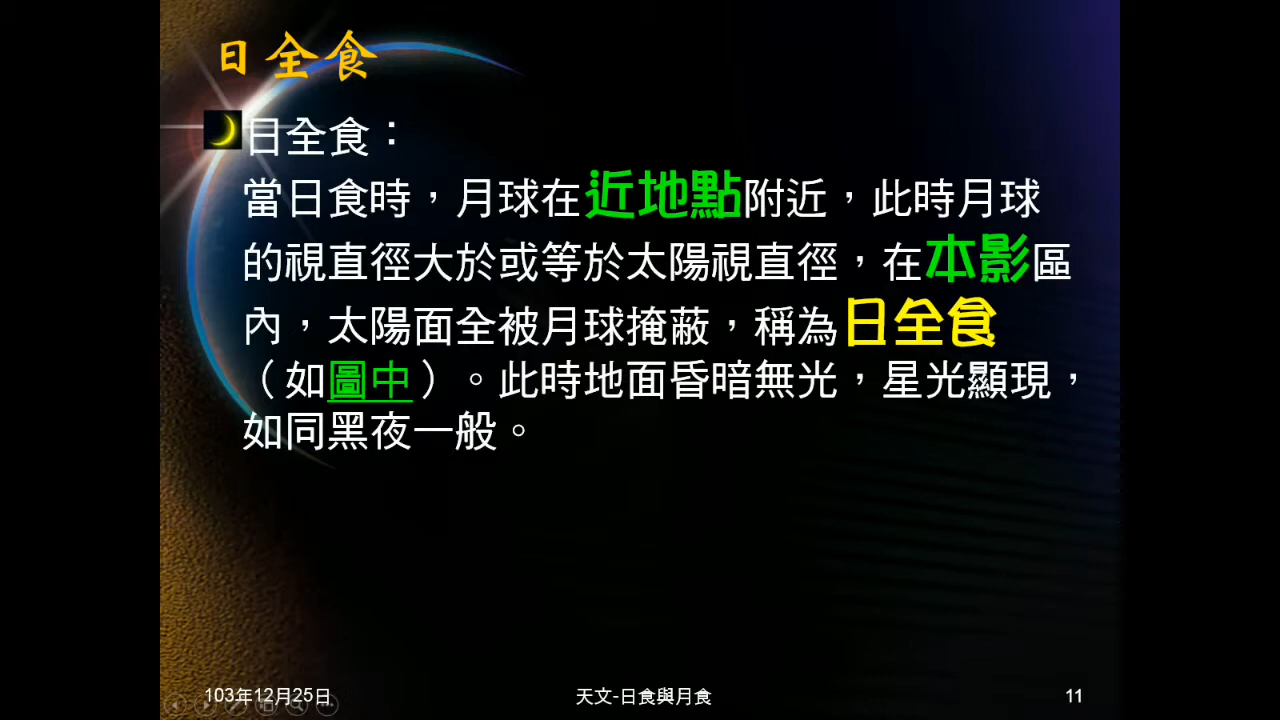 日全食
日全食：
當日食時，月球在近地點附近，此時月球
的視直徑大於或等於太陽視直徑，在本影區
內，太陽面全被月球掩蔽，稱為日全食
（如圖中）。此時地面昏暗無光，星光顯現，
如同黑夜一般。
103年12月25日
天文-日食與月食
11